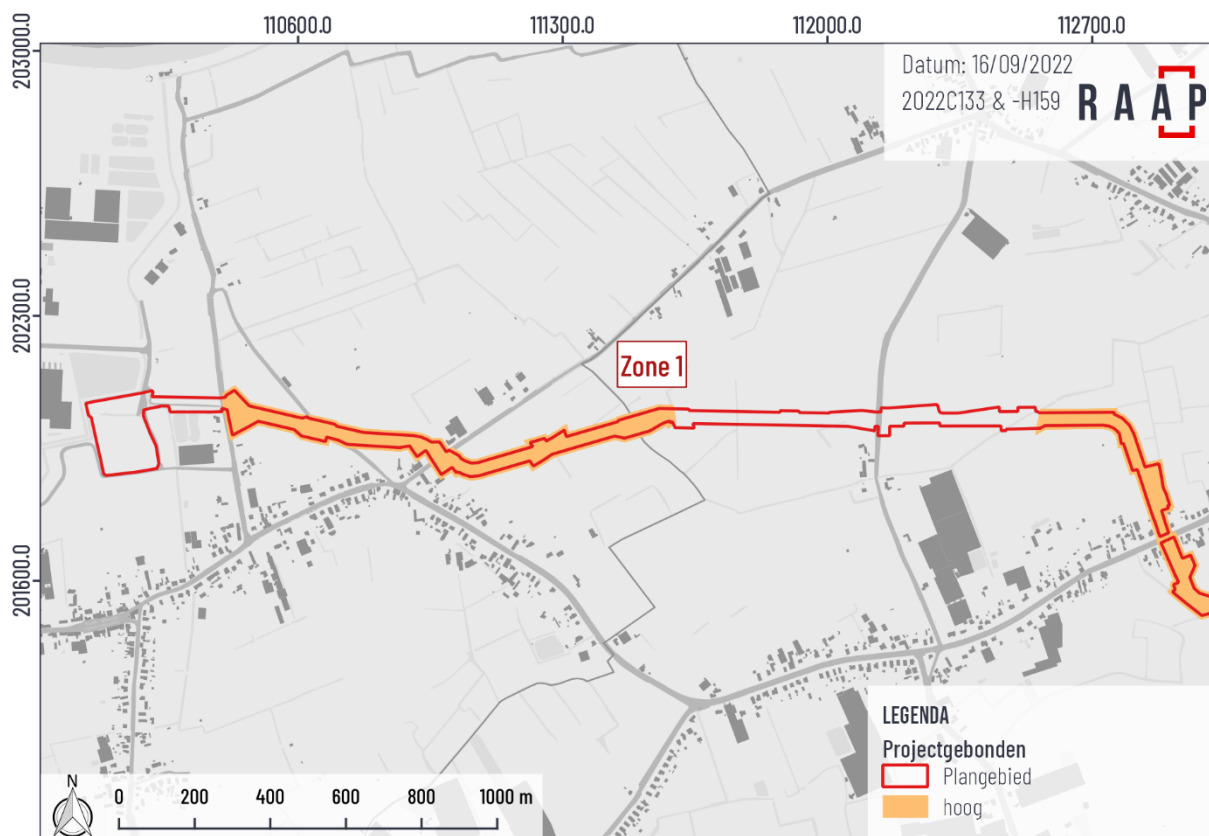 110600.0 111300.0 112000.0 112700.0
203000.0
202300.0
201600.0
Datum: 16/09/2022
2022C133 & -H159
RAAP
Zone 1
LEGENDA
Projectgebonden
Plangebied
hoog
N
0 200 400 600 800 1000 m